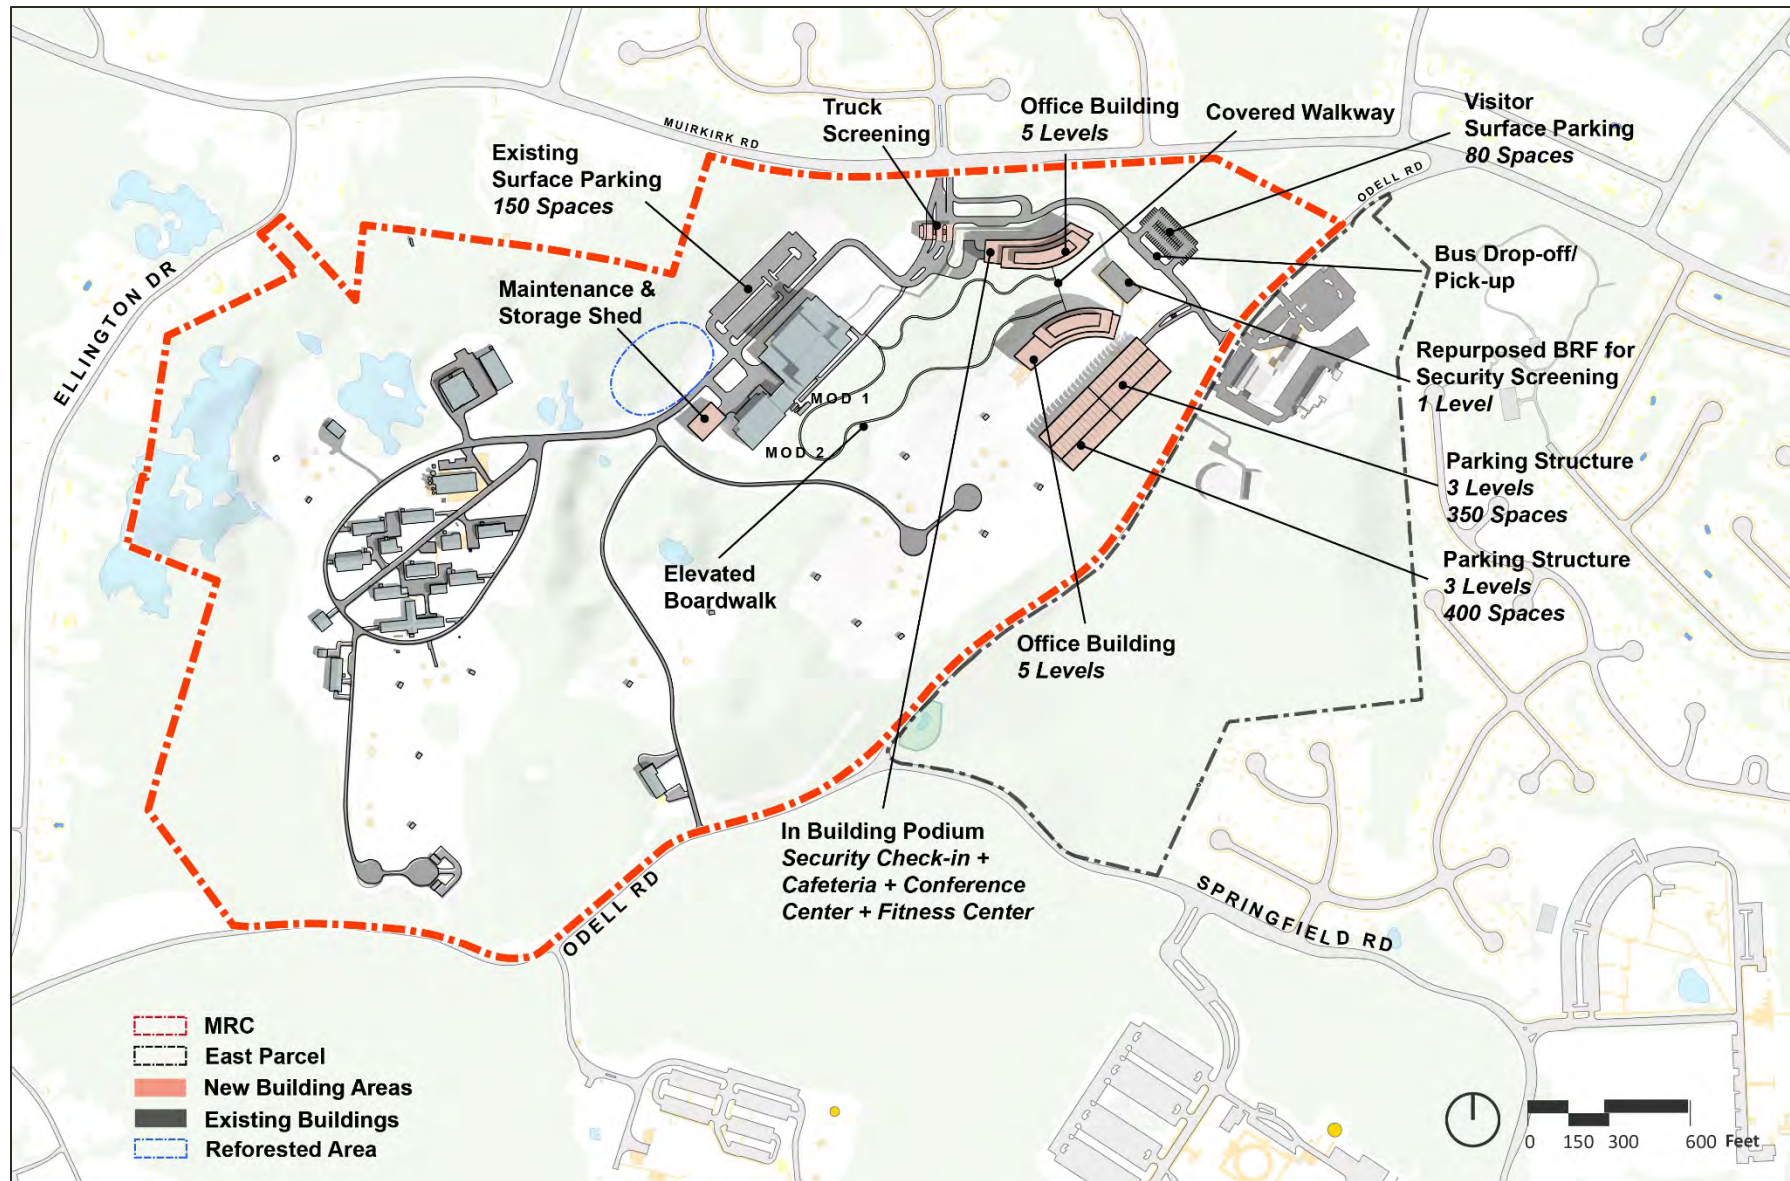 MUIRKIRK RD
Truck
Screening
Office Building
5 Levels
Covered Walkway
Visitor
Surface Parking
80 Spaces
Existing
Surface Parking
150 Spaces
ODELL RD
ELLINGTON DR
Maintenance &
Storage Shed
Bus Drop-off/
Pick-up
Repurposed BRF for
Security Screening
1 Level
MOD 1
MOD 2
Parking Structure
3 Levels
350 Spaces
Parking Structure
3 Levels
400 Spaces
Elevated
Boardwalk
Office Building
5 Levels
In Building Podium
Security Check-in +
Cafeteria + Conference
Center + Fitness Center
ODELL RD
SPRINGFIELD RD
MRC
East Parcel
New Building Areas
Existing Buildings
Reforested Area
0 150 300 600 Feet